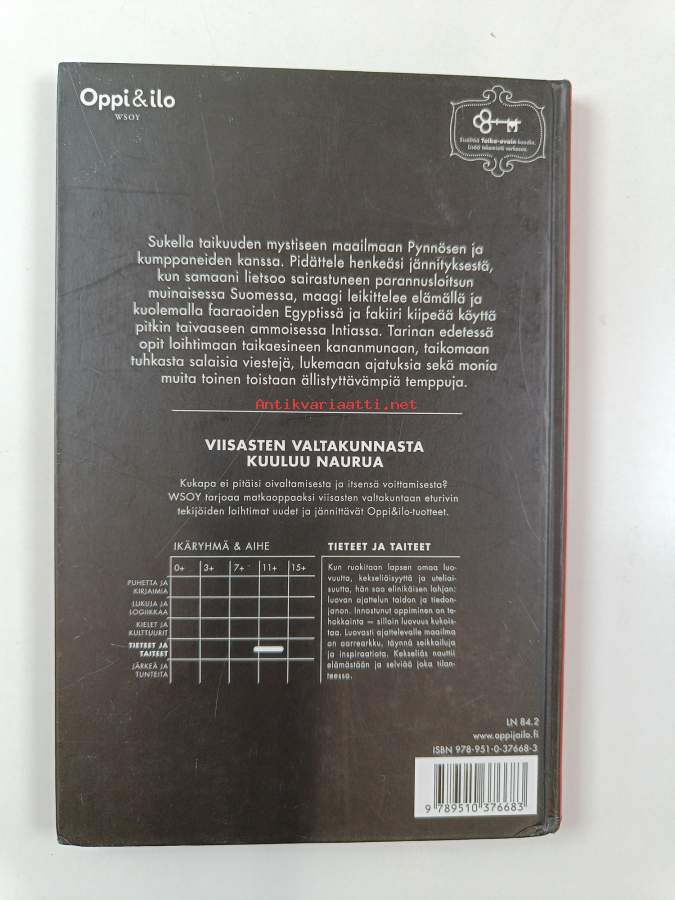 Oppi&ilo
WSOY
Sisältää Taika-avain koodin.
Lisää lukemista verkossa.
Sukella taikuuden mystiseen maailmaan Pynnösen ja
kumppaneiden kanssa. Pidättele henkeäsi jännityksestä,
kun samaani lietsoo sairastuneen parannusloitsun
muinaisessa Suomessa, maagi leikittelee elämällä ja
kuolemalla faaraoiden Egyptissä ja fakiiri kiipeää köyttä
pitkin taivaaseen ammoisessa Intiassa. Tarinan edetessä
opit loihtimaan taikaesineen kananmunaan, taikomaan
tuhkasta salaisia viestejä, lukemaan ajatuksia sekä monia
muita toinen toistaan ällistyttävämpiä temppuja.
Antikvariaatti.net
VIISASTEN VALTAKUNNASTA
KUULUU NAURUA
Kukapa ei pitäisi oivaltamisesta ja itsensä voittamisesta?
WSOY tarjoaa matkaoppaaksi viisasten valtakuntaan eturivin
tekijöiden loihtimat uudet ja jännittävät Oppi&ilo-tuotteet.
IKÄRYHMÄ & AIHE
0+ 3+ 7+ 11+ 15+
PUHETTA JA
KIRJAIMIA
LUKUJA JA
LOGIIKKAA
KIELET JA
KULTTUURIT
TIETEET JA
TAITEET
JÄRKEÄ JA
TUNTEITA
TIETEET JA TAITEET
Kun ruokitaan lapsen omaa luo-
vuutta, kekseliäisyyttä ja uteliai-
suutta, hän saa elinikäisen lahjan:
luovan ajattelun taidon ja tiedon-
janon. Innostunut oppiminen on te-
hokkainta – silloin luovuus kukois-
taa. Luovasti ajattelevalle maailma
on aarrearkku, täynnä seikkailuja
ja inspiraatiota. Kekseliäs nauttii
elämästään ja selviää joka tilan-
teessa.
LN 84.2
www.oppijailo.fi
ISBN 978-951-0-37668-3
9 789510 376683